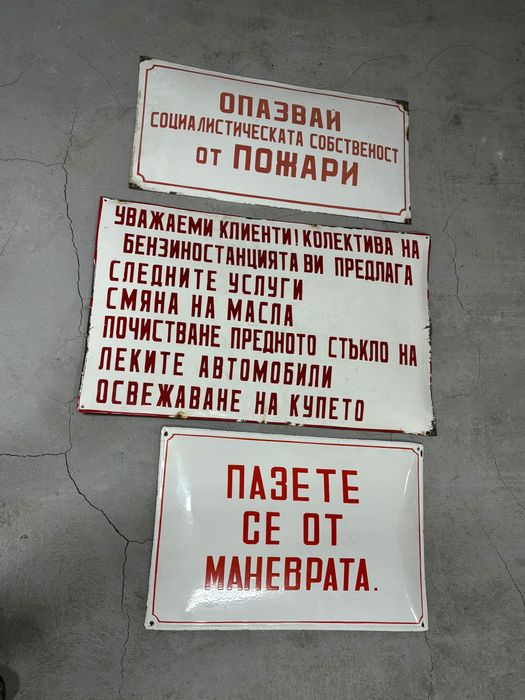 ОПАЗВАЙ
СОЦИАЛИСТИЧЕСКАТА СОБСТВЕНОСТ
ОТ ПОЖАРИ
УВАЖАЕМИ КЛИЕНТИ! КОЛЕКТИВА НА
БЕНЗИНОСТАНЦИЯТА ВИ ПРЕДЛАГА
СЛЕДНИТЕ УСЛУГИ
СМЯНА НА МАСЛА
ПОЧИСТВАНЕ ПРЕДНОТО СТЪКЛО НА
ЛЕКИТЕ АВТОМОБИЛИ
ОСВЕЖАВАНЕ НА КУПЕТО
ПАЗЕТЕ
СЕ ОТ
МАНЕВРАТА.